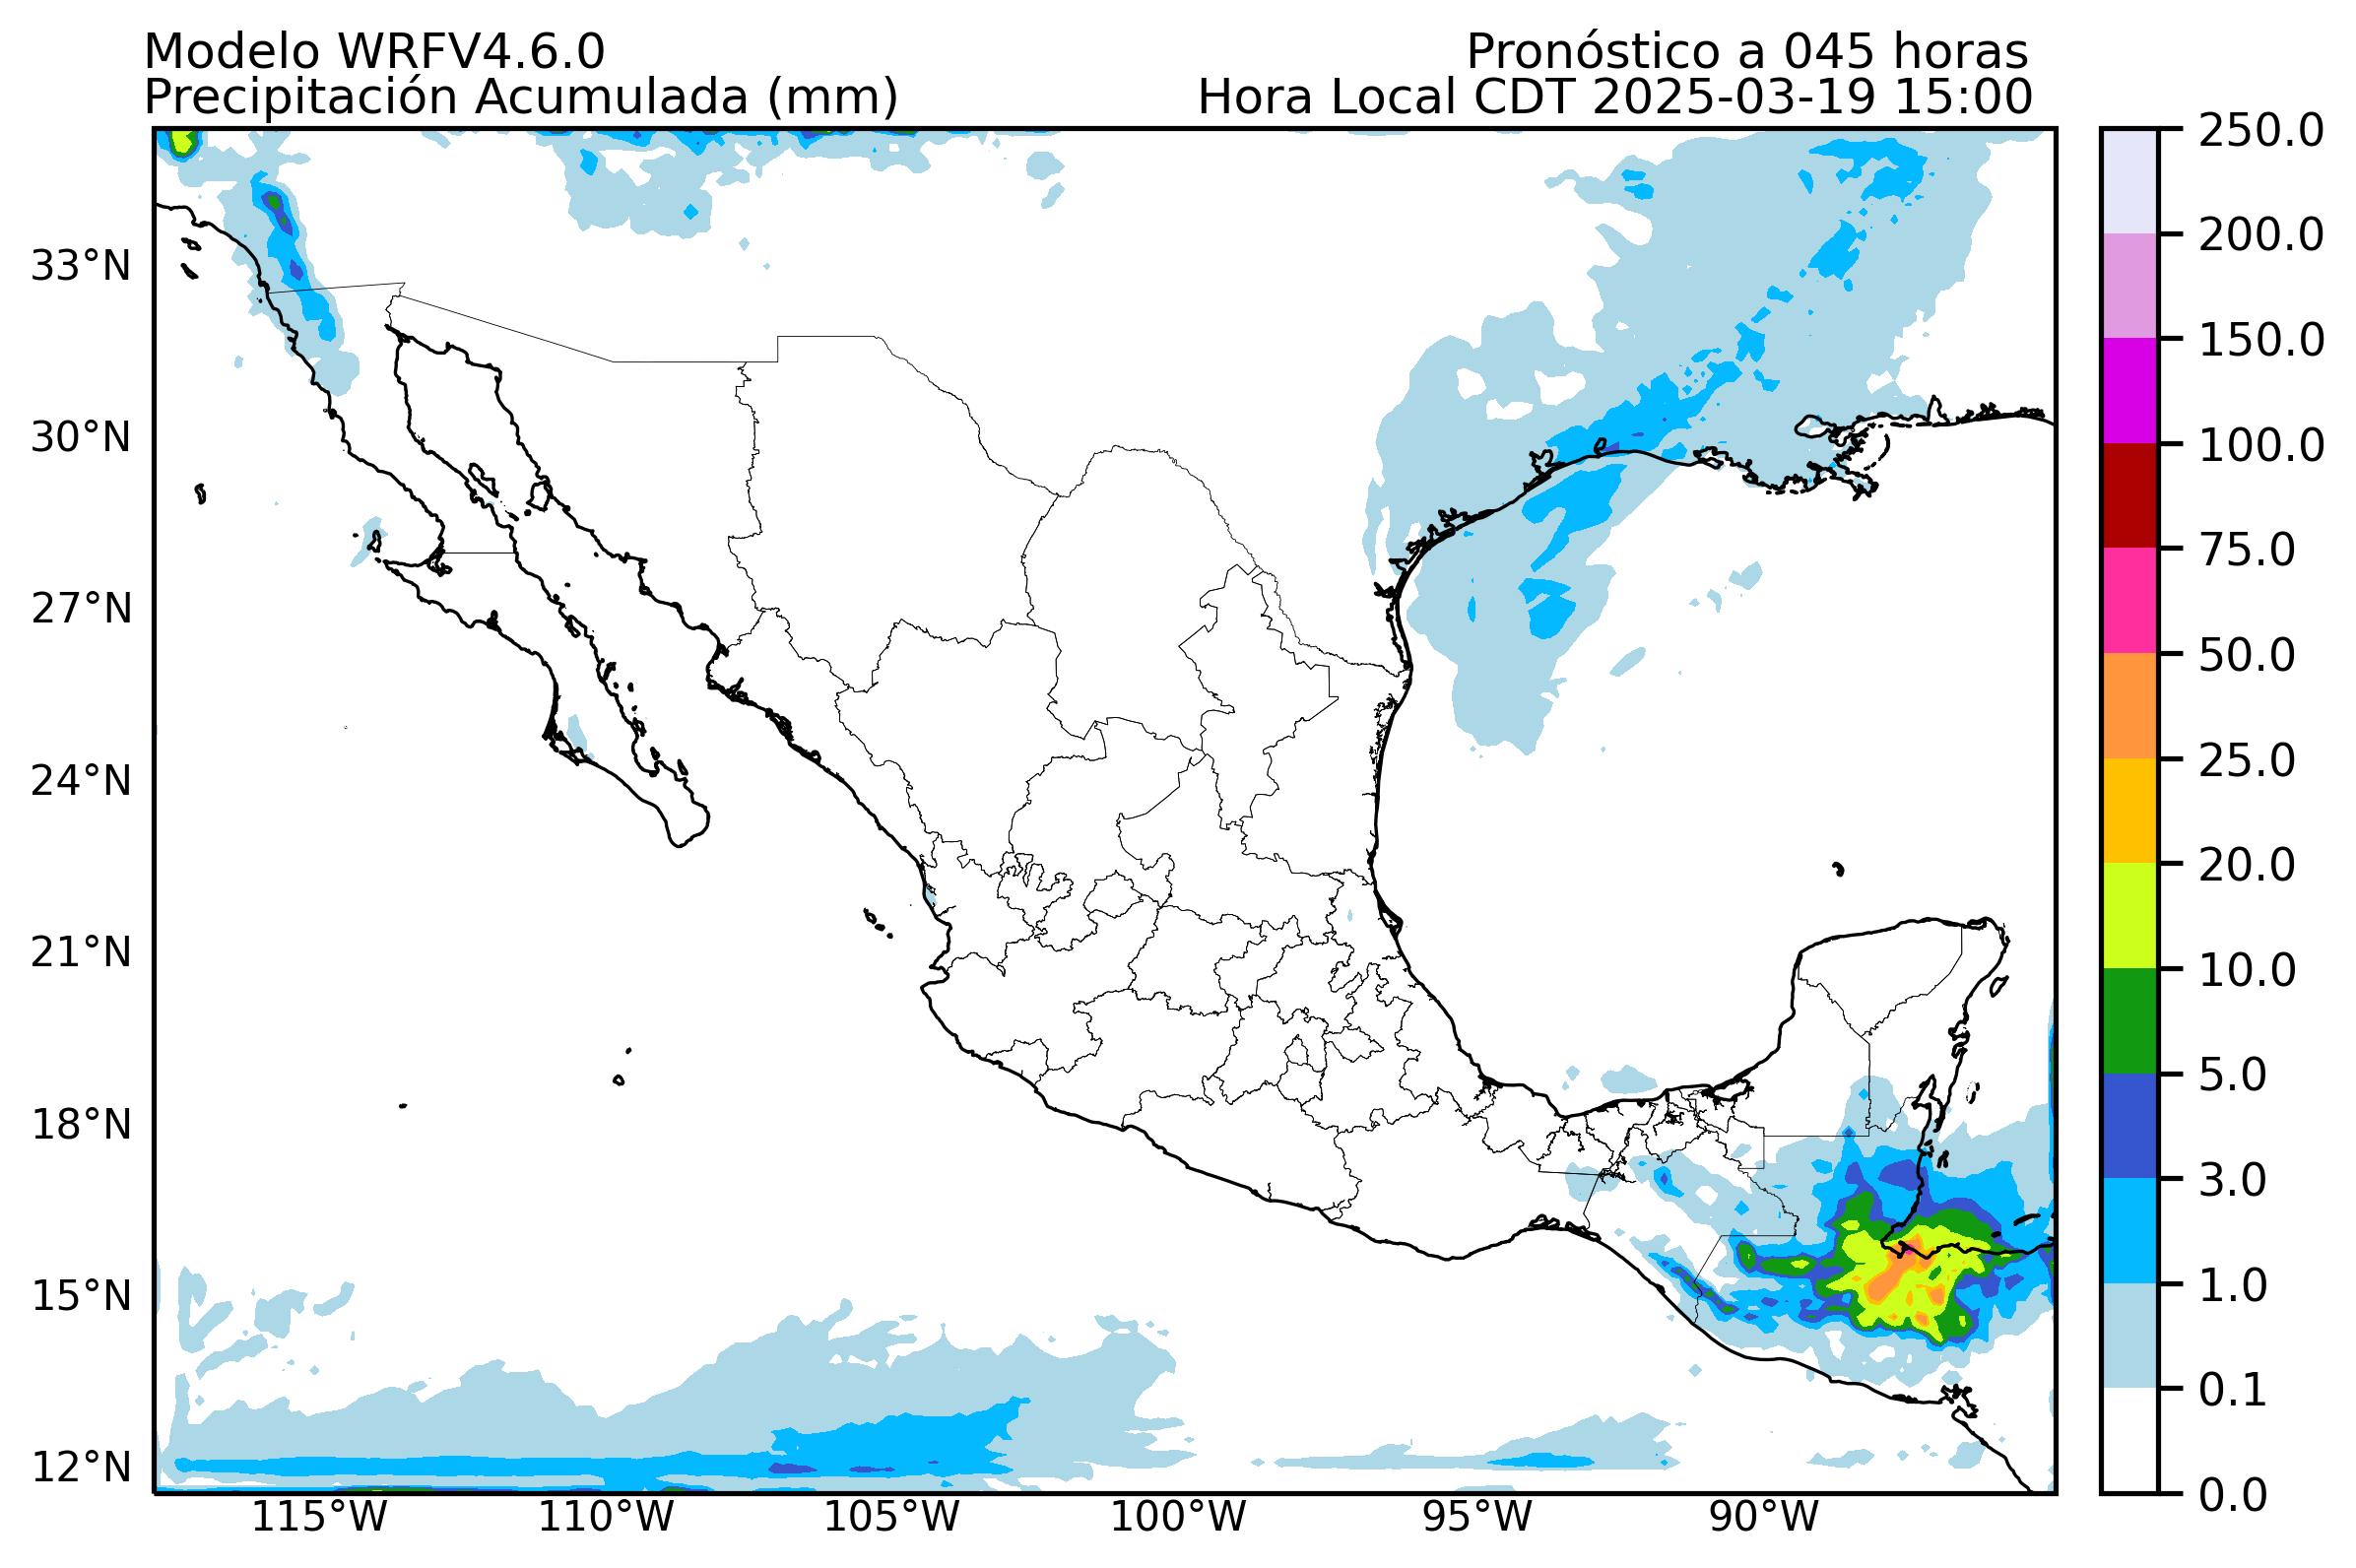 Modelo WRFV4.6.0
Pronóstico a 045 horas
Precipitación Acumulada (mm)
Hora Local CDT 2025-03-19 15:00
33°N
30°N
27°N
24°N
21°N
18°N
15°N
12°N
115°W
110°W
105°W
100°W
95°W
90°W
250.0
200.0
150.0
100.0
75.0
50.0
25.0
20.0
10.0
5.0
3.0
1.0
0.1
0.0